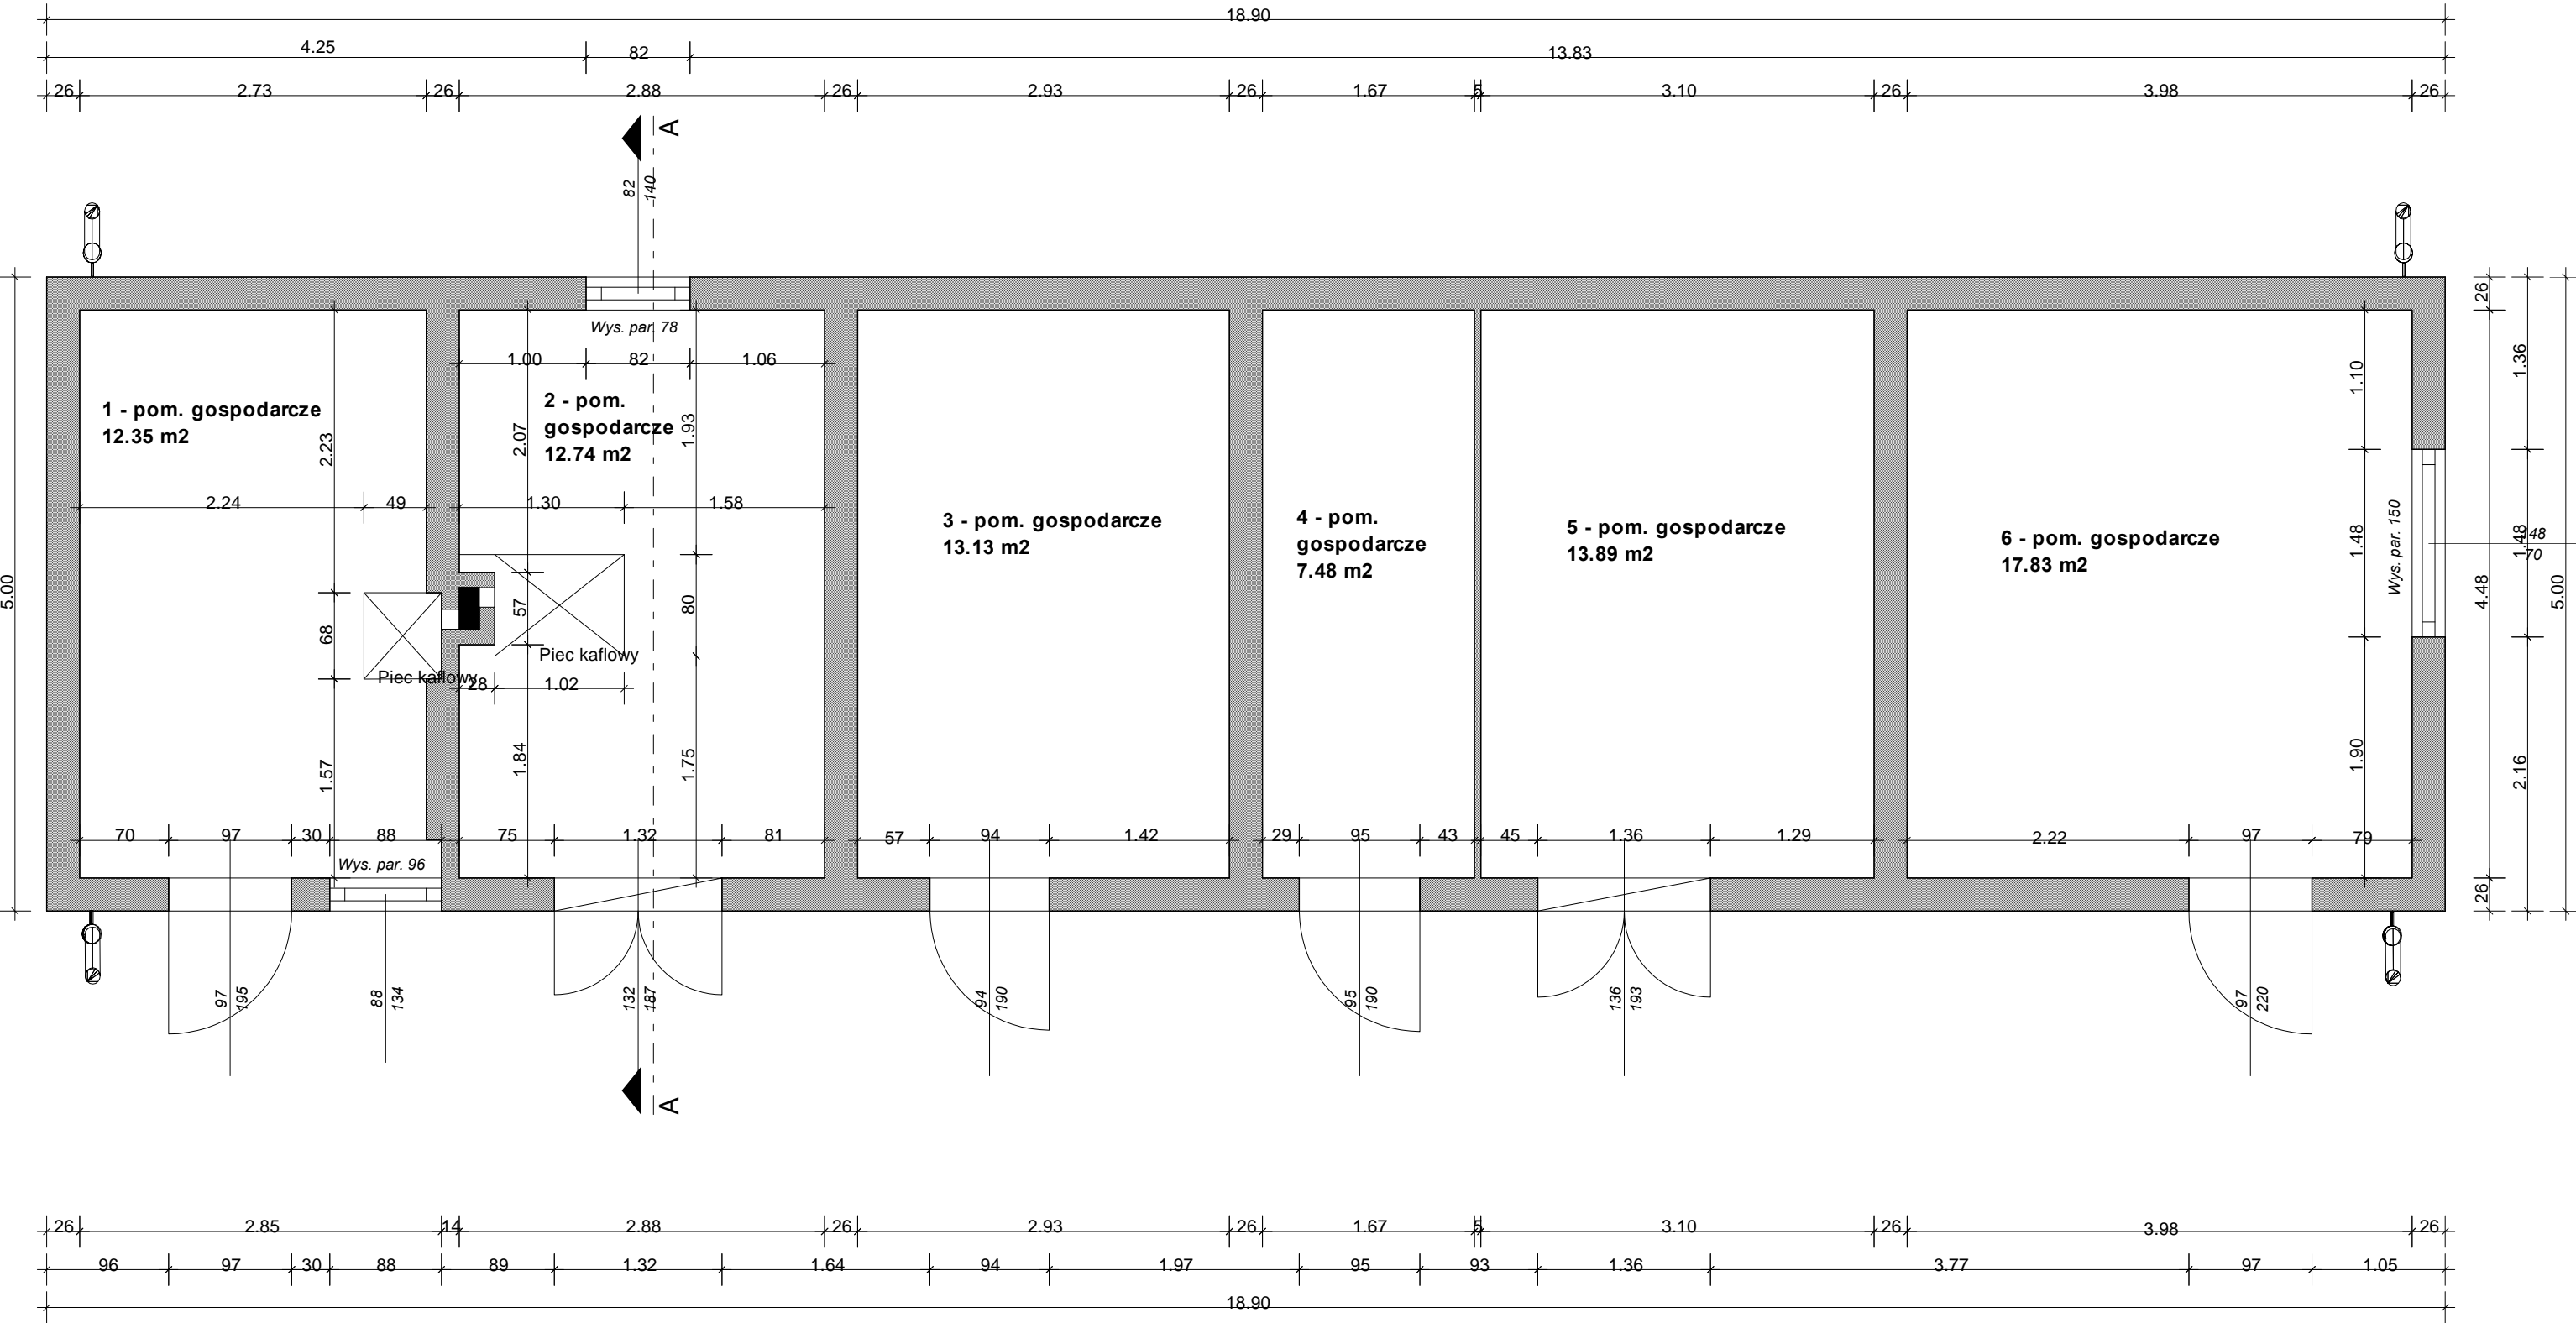 18.90
4.25 82 13.83
26 2.73 26 2.88 26 2.93 26 1.67 5 3.10 26 3.98 26
A
82
140
Wys. par. 78
1.00 82 1.06
1 - pom. gospodarcze
12.35 m2
2 - pom.
gospodarcze
12.74 m2
2.23
2.07
1.93
2.24 49 1.30 1.58
3 - pom. gospodarcze
13.13 m2
4 - pom.
gospodarcze
7.48 m2
5 - pom. gospodarcze
13.89 m2
6 - pom. gospodarcze
17.83 m2
1.10
1.48
1.90
Wys. par. 150
26
4.48
26
1.36
1.48
2.16
70
5.00
5.00
68
57
80
Piec kaflowy
Piec kaflowy
28 1.02
1.57
1.84
1.75
70 97 30 88 75 1.32 81 57 94 1.42 29 95 43 45 1.36 1.29 2.22 97 79
Wys. par. 96
97
195
88
134
132
187
94
190
95
190
136
193
97
220
A
26 2.85 14 2.88 26 2.93 26 1.67 5 3.10 26 3.98 26
96 97 30 88 89 1.32 1.64 94 1.97 95 93 1.36 3.77 97 1.05
18.90